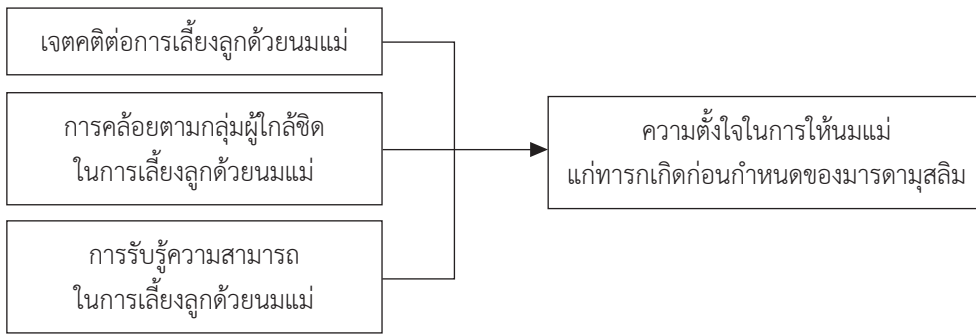 เจตคติต่อการเลี้ยงลูกด้วยนมแม่
การคล้อยตามกลุ่มผู้ใกล้ชิด
ในการเลี้ยงลูกด้วยนมแม่
การรับรู้ความสามารถ
ในการเลี้ยงลูกด้วยนมแม่
ความตั้งใจในการให้นมแม่
แก่ทารกเกิดก่อนกำหนดของมารดามุสลิม